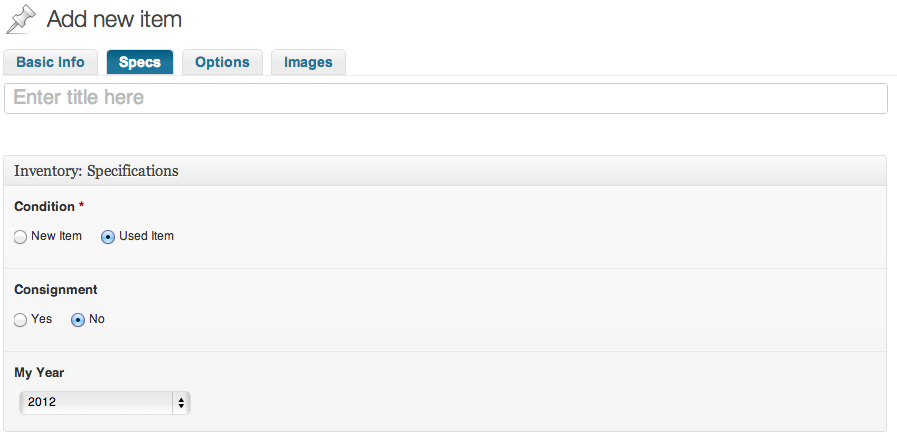 Add new item
Basic Info Specs Options Images
Enter title here
Inventory: Specifications
Condition *
New Item Used Item
Consignment
Yes No
My Year
2012